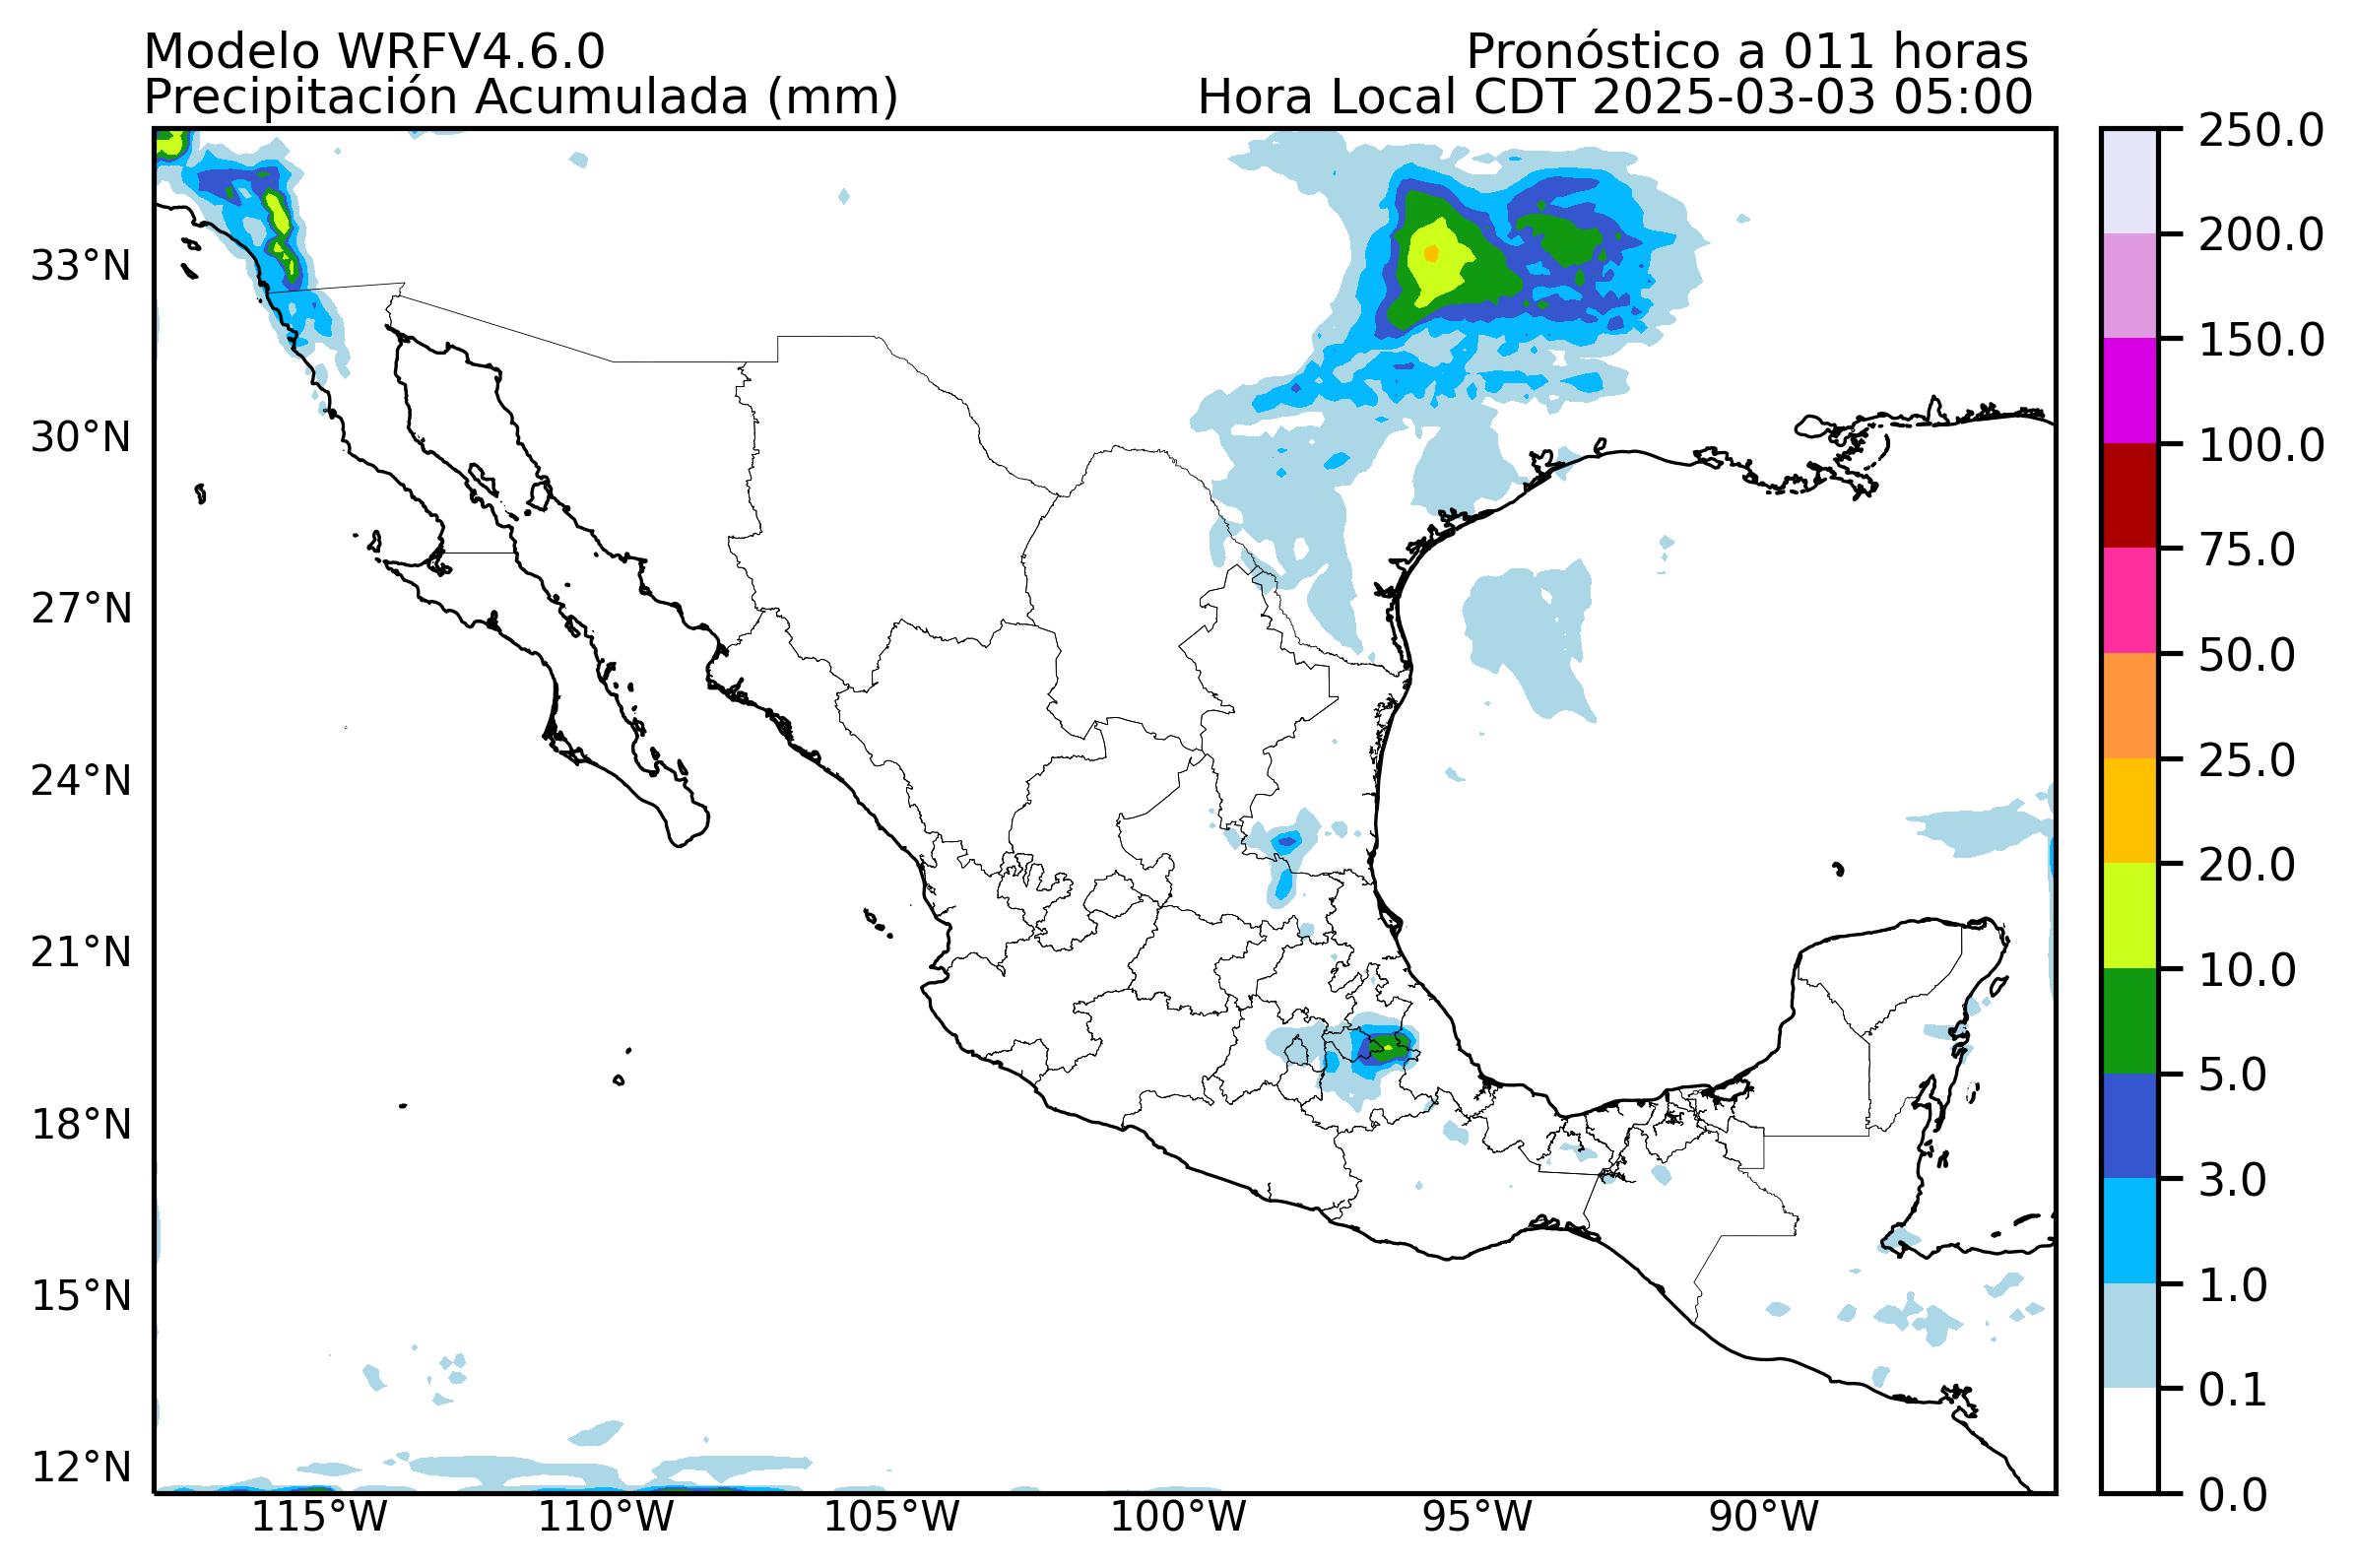 Modelo WRFV4.6.0
Pronóstico a 011 horas
Precipitación Acumulada (mm)
Hora Local CDT 2025-03-03 05:00
33°N
30°N
27°N
24°N
21°N
18°N
15°N
12°N
115°W
110°W
105°W
100°W
95°W
90°W
250.0
200.0
150.0
100.0
75.0
50.0
25.0
20.0
10.0
5.0
3.0
1.0
0.1
0.0